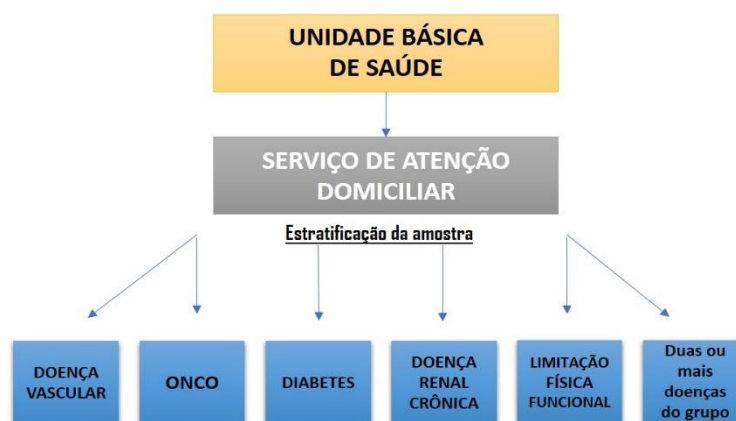 UNIDADE BÁSICA
DE SAÚDE
SERVIÇO DE ATENÇÃO
DOMICILIAR
Estratificação da amostra
DOENÇA
VASCULAR
ONCO
DIABETES
DOENÇA
RENAL
CRÔNICA
LIMITAÇÃO
FÍSICA
FUNCIONAL
Duas ou
mais
doenças
do grupo